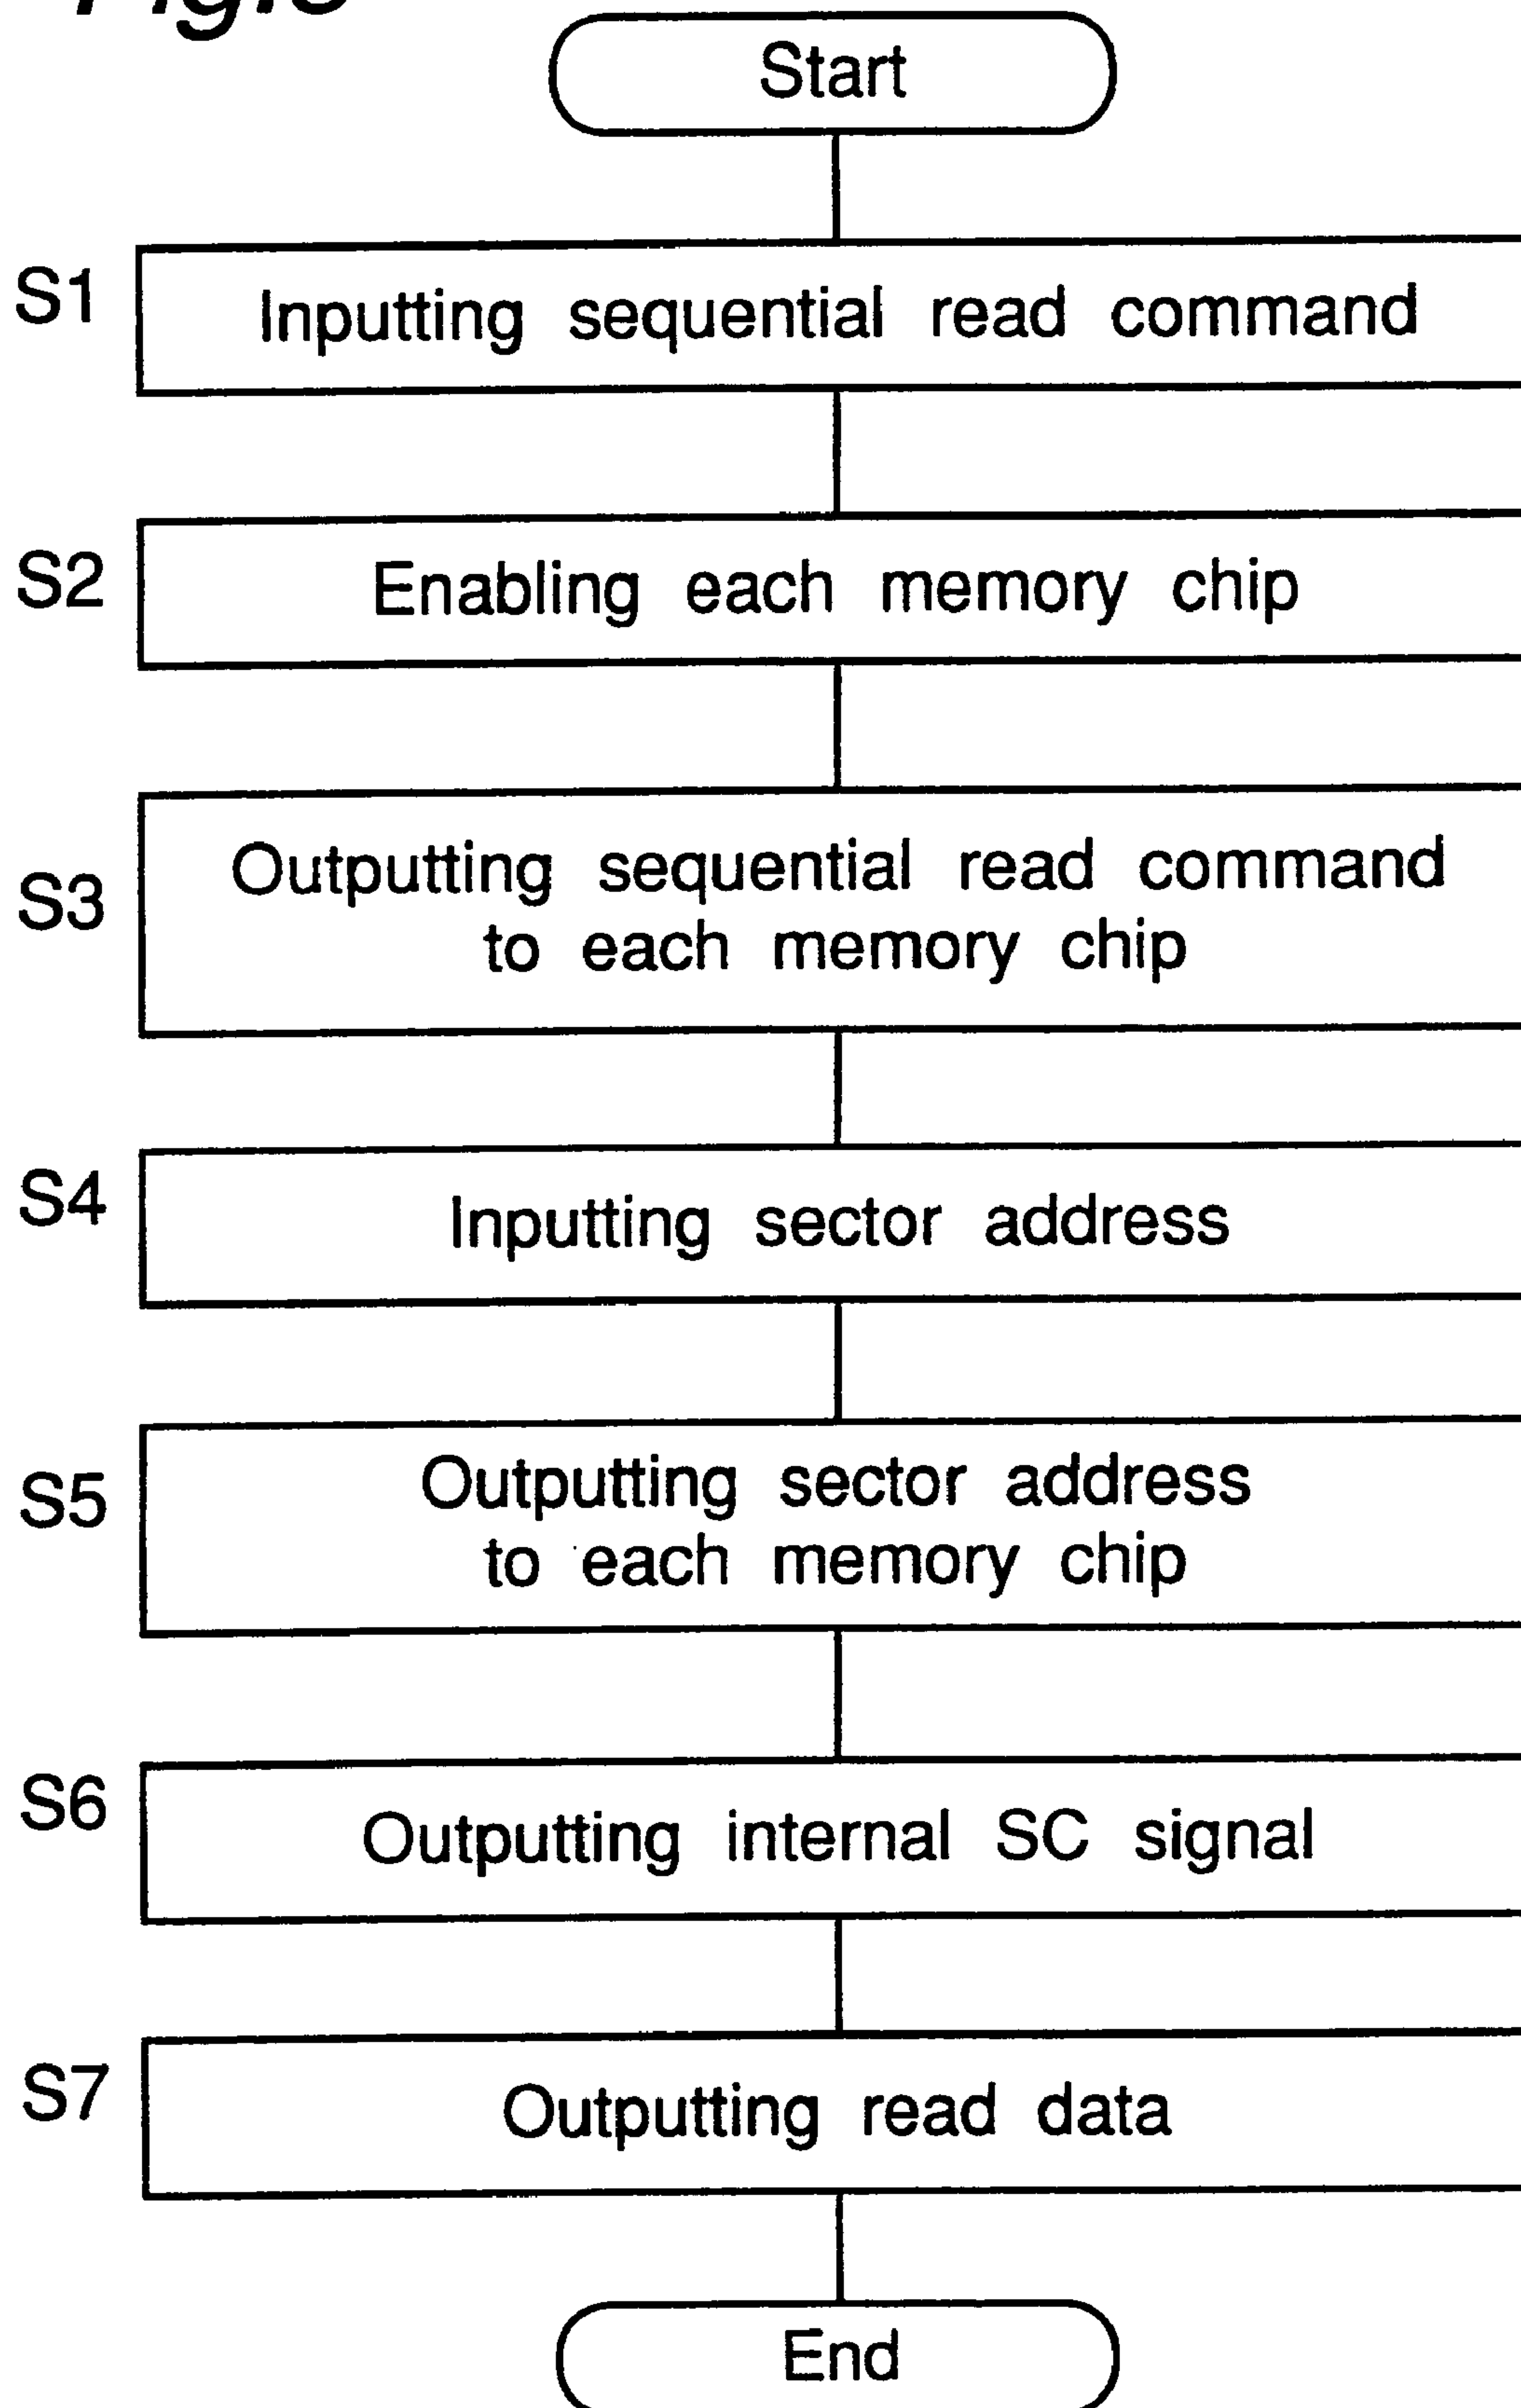 Start
S1
Inputting sequential read command
S2
Enabling each memory chip
S3
Outputting sequential read command
to each memory chip
S4
Inputting sector address
S5
Outputting sector address
to each memory chip
S6
Outputting internal SC signal
S7
Outputting read data
End